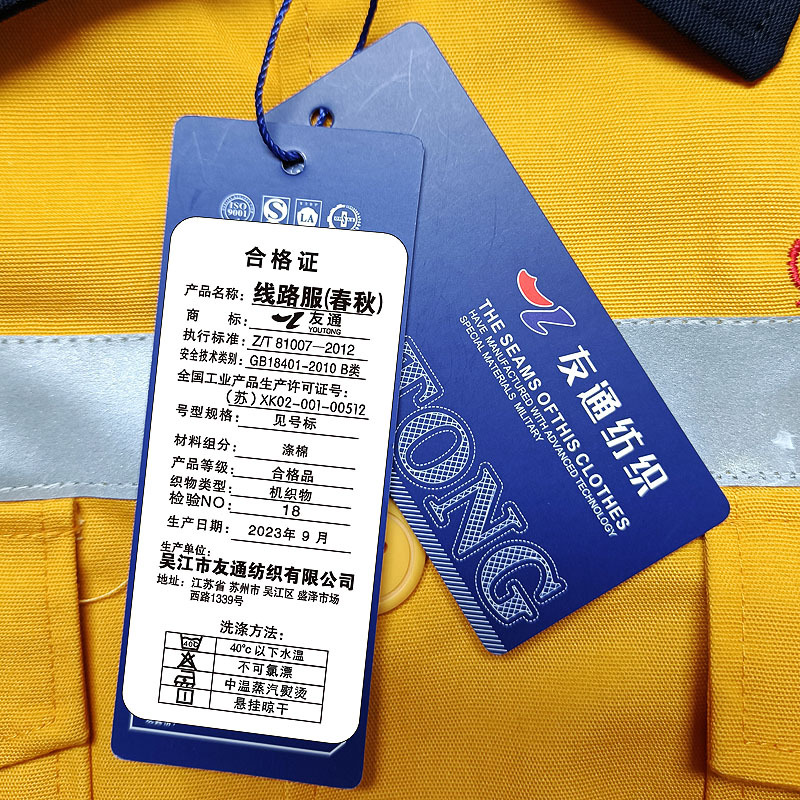 ISO
9001
S
LA
合格证
产品名称: 线路服(春秋)
商 标: 友通
YOUTONG
执行标准: Z/T 81007—2012
安全技术类别: GB18401-2010 B类
全国工业产品生产许可证号:
(苏) XK02-001-00512
号型规格: 见号标
材料组分: 涤棉
产品等级: 合格品
织物类型: 机织物
检验NO: 18
生产日期: 2023年 9 月
生产单位:
吴江市友通纺织有限公司
地址: 江苏省 苏州市 吴江区 盛泽市场
西路1339号
洗涤方法:
40℃
40℃以下水温
不可氯漂
中温蒸汽熨烫
悬挂晾干
友通纺织
THE SEAMS OF THIS CLOTHES
HAVE MANUFACTURED WITH ADVANCED TECHNOLOGY
SPECIAL MATERIALS MILITARY
TONG